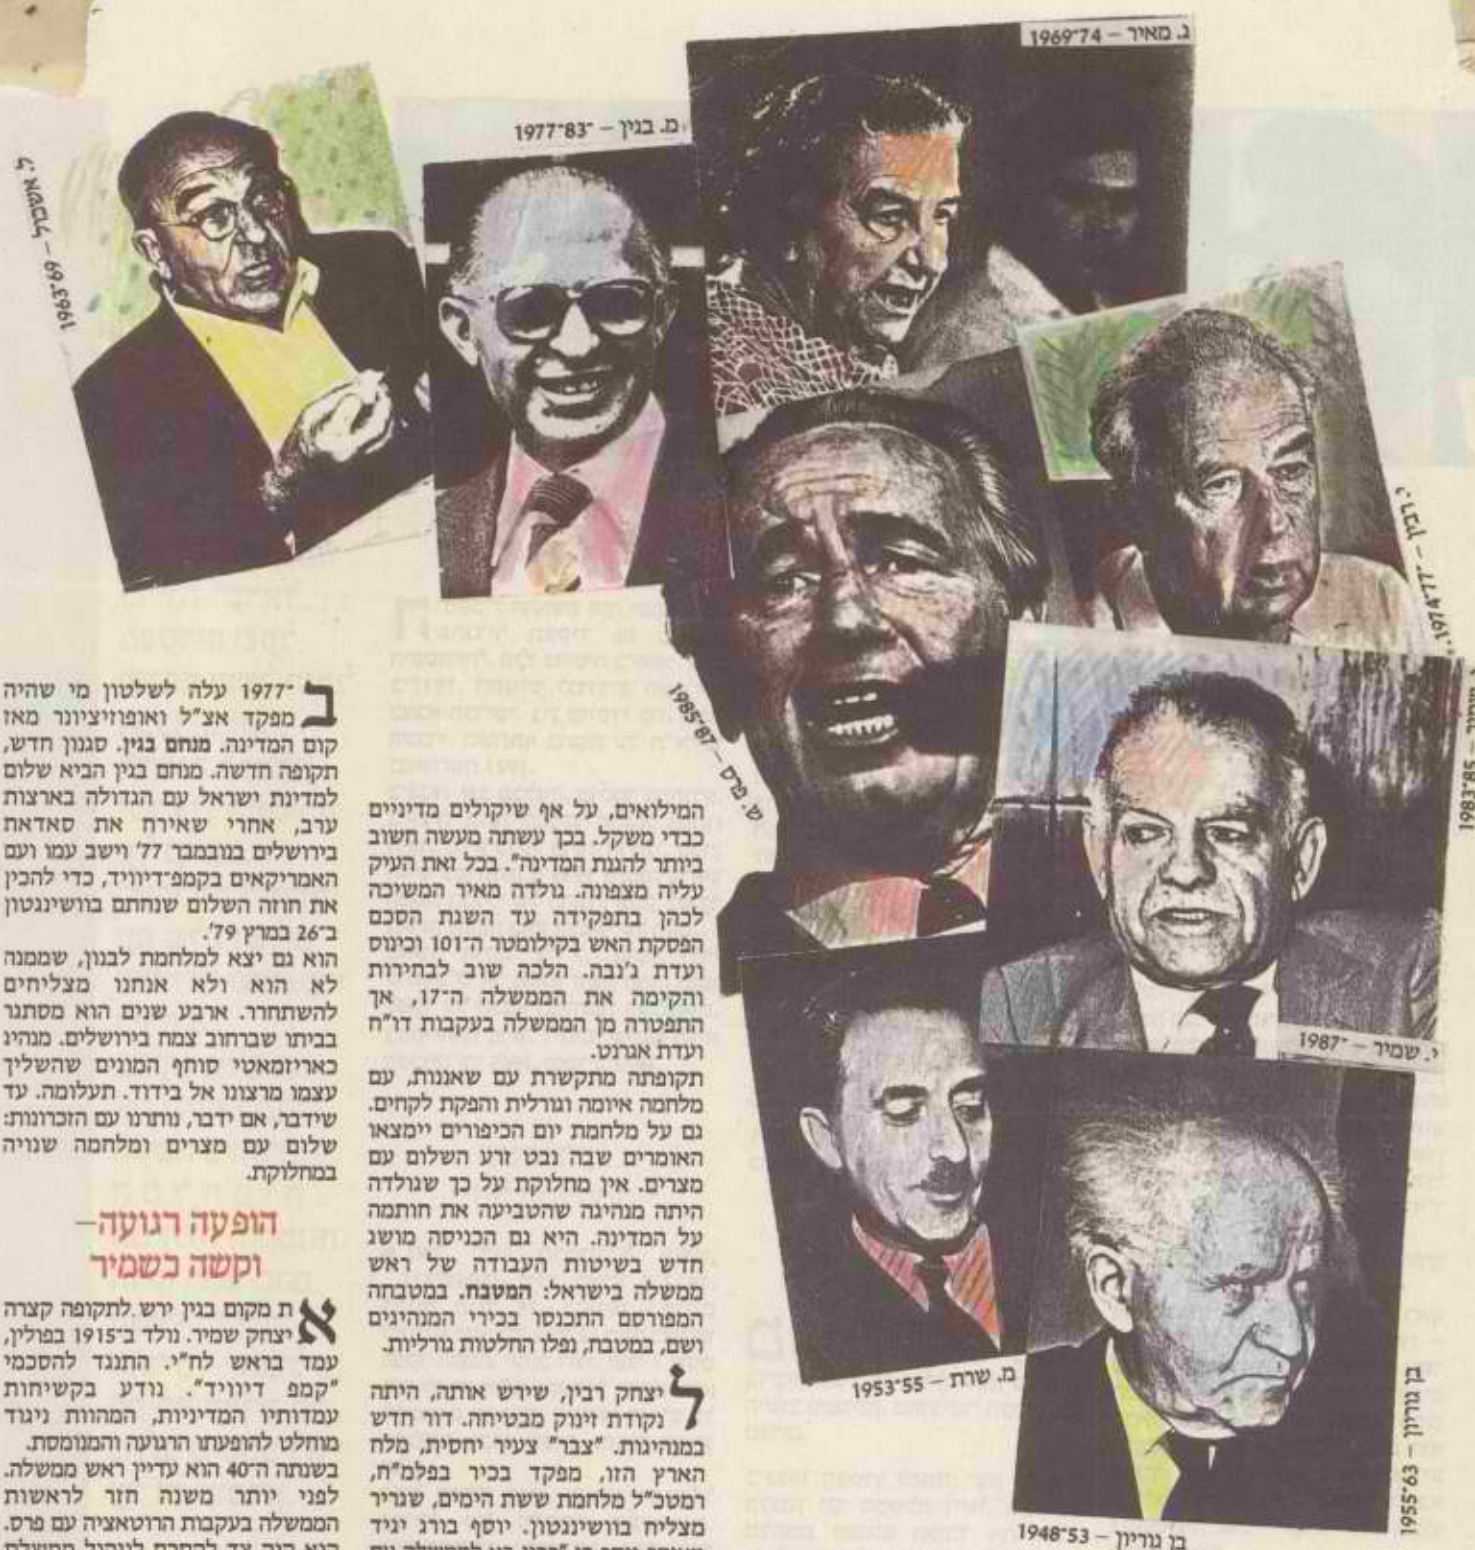 ג. מאיר – 1969־74
מ. בגין – 1977־83־
ל. אשכול – 1963־69
י. רבין – 1974־77
ש. פרס – 1985־87
1983־85
י. שמיר – 1987־
מ. שרת – 1953־55
בן גוריון – 1955־63
בן גוריון – 1948־53
המילואים, על אף שיקולים מדיניים
כבדי משקל. בכך עשתה מעשה חשוב
ביותר להגנת המדינה". בכל זאת העיק
עליה מצפונה. גולדה מאיר המשיכה
לכהן בתפקידה עד השגת הסכם
הפסקת האש בקילומטר ה־101 וכינוס
ועדת ג'נבה. הלכה שוב לבחירות
והקימה את הממשלה ה־17, אך
התפטרה מן הממשלה בעקבות דו"ח
ועדת אגרנט.
תקופתה מתקשרת עם שאננות, עם
מלחמה איומה וגורלית והפקת לקחים.
גם על מלחמת יום הכיפורים יימצאו
האומרים שבה נבט זרע השלום עם
מצרים. אין מחלוקת על כך שגולדה
היתה מנהיגה שהטביעה את חותמה
על המדינה. היא גם הכניסה מושג
חדש בשיטות העבודה של ראש
ממשלה בישראל: המטבח. במטבחה
המפורסם התכנסו בכירי המנהיגים
ושם, במטבח, נפלו החלטות גורליות.
ליצחק רבין, שירש אותה, היתה
נקודת זינוק מבטיחה. דור חדש
במנהיגות. "צבר" צעיר יחסית, מלח
הארץ הזו, מפקד בכיר בפלמ"ח,
רמטכ"ל מלחמת ששת הימים, שגריר
מצליח בוושינגטון. יוסף בורג יגיד
ב־1977 עלה לשלטון מי שהיה
מפקד אצ"ל ואופוזיציונר מאז
קום המדינה. מנחם בגין. סגנון חדש,
תקופה חדשה. מנחם בגין הביא שלום
למדינת ישראל עם הגדולה בארצות
ערב, אחרי שאירח את סאדאת
בירושלים בנובמבר 77' וישב עמו ועם
האמריקאים בקמפ־דיוויד, כדי להכין
את חוזה השלום שנחתם בוושינגטון
ב־26 במרץ 79'.
הוא גם יצא למלחמת לבנון, שממנה
לא הוא ולא אנחנו מצליחים
להשתחרר. ארבע שנים הוא מסתגר
בביתו שברחוב צמח בירושלים. מנהיג
כאריזמאטי סוחף המונים שהשליך
עצמו מרצונו אל בידוד. תעלומה. עד
שידבר, אם ידבר, נותרנו עם הזכרונות:
שלום עם מצרים ומלחמה שנויה
במחלוקת.
הופעה רגועה –
וקשה כשמיר
את מקום בגין ירש לתקופה קצרה
יצחק שמיר. נולד ב־1915 בפולין,
עמד בראש לח"י. התנגד להסכמי
"קמפ דיוויד". נודע בקשיחות
עמדותיו המדיניות, המהוות ניגוד
מוחלט להופעתו הרגועה והמנומסת.
בשנתה ה־40 הוא עדיין ראש ממשלה.
לפני יותר משנה חזר לראשות
הממשלה בעקבות הרוטאציה עם פרס.